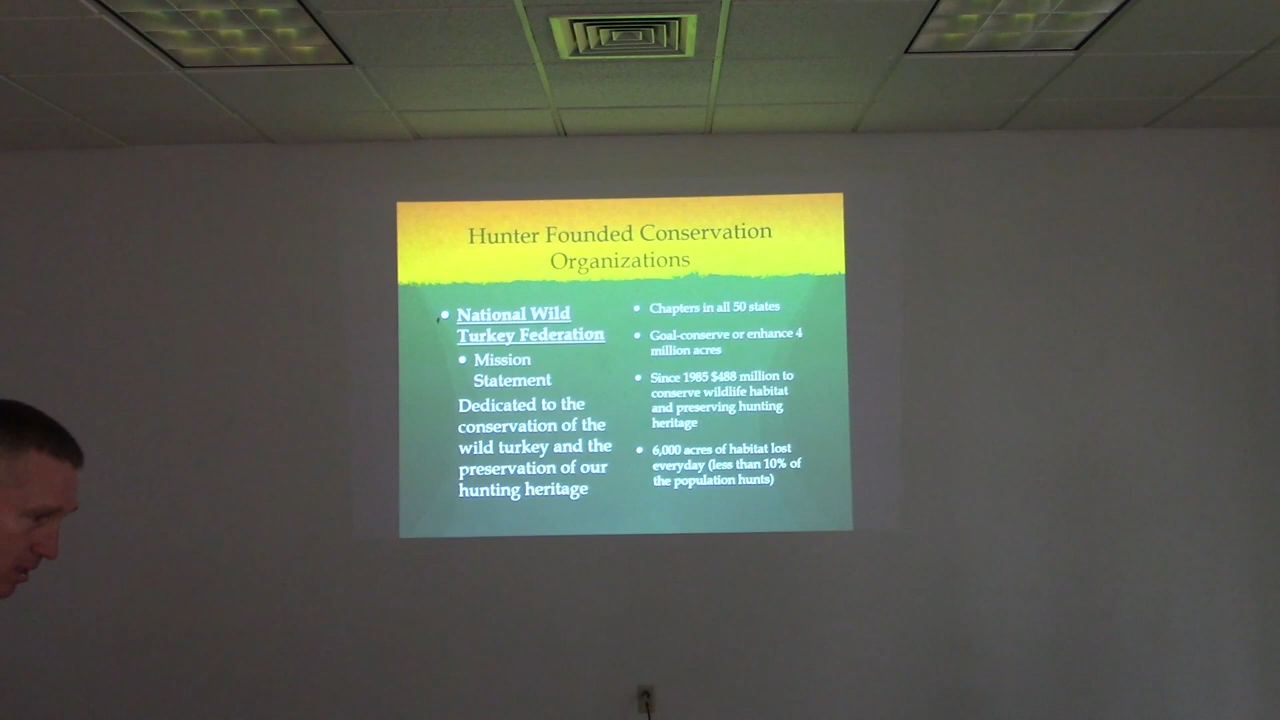 Hunter Founded Conservation
Organizations
National Wild
Turkey Federation
Mission
Statement
Dedicated to the
conservation of the
wild turkey and the
preservation of our
hunting heritage
Chapters in all 50 states
Goal-conserve or enhance 4
million acres
Since 1985 $488 million to
conserve wildlife habitat
and preserving hunting
heritage
6,000 acres of habitat lost
everyday (less than 10% of
the population hunts)